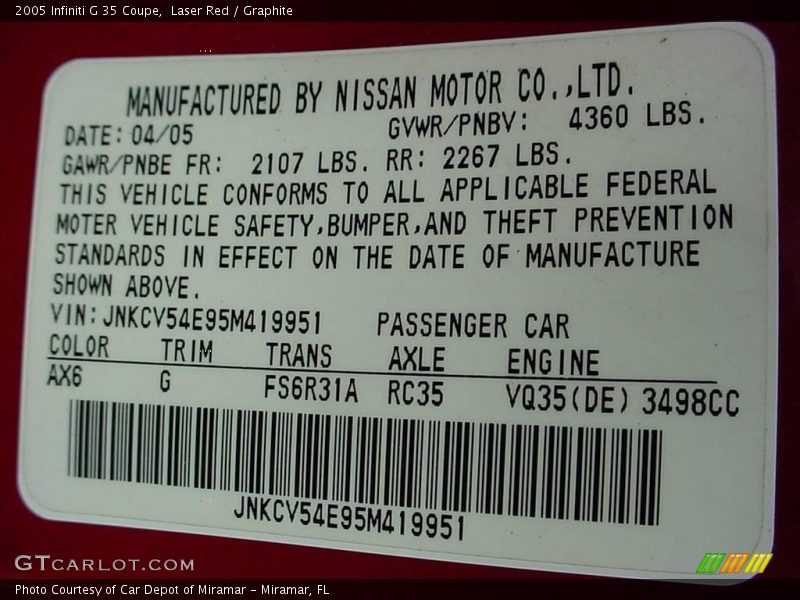 2005 Infiniti G 35 Coupe,  Laser Red / Graphite
MANUFACTURED BY NISSAN MOTOR CO.,LTD.
DATE: 04/05 GVWR/PNBV: 4360 LBS.
GAWR/PNBE FR: 2107 LBS. RR: 2267 LBS.
THIS VEHICLE CONFORMS TO ALL APPLICABLE FEDERAL
MOTER VEHICLE SAFETY,BUMPER,AND THEFT PREVENTION
STANDARDS IN EFFECT ON THE DATE OF MANUFACTURE
SHOWN ABOVE.
VIN: JNKCV54E95M419951 PASSENGER CAR
COLOR TRIM TRANS AXLE ENGINE
AX6 G FS6R31A RC35 VQ35(DE) 3498CC
JNKCV54E95M419951
GTCARLOT.COM
Photo Courtesy of Car Depot of Miramar - Miramar, FL